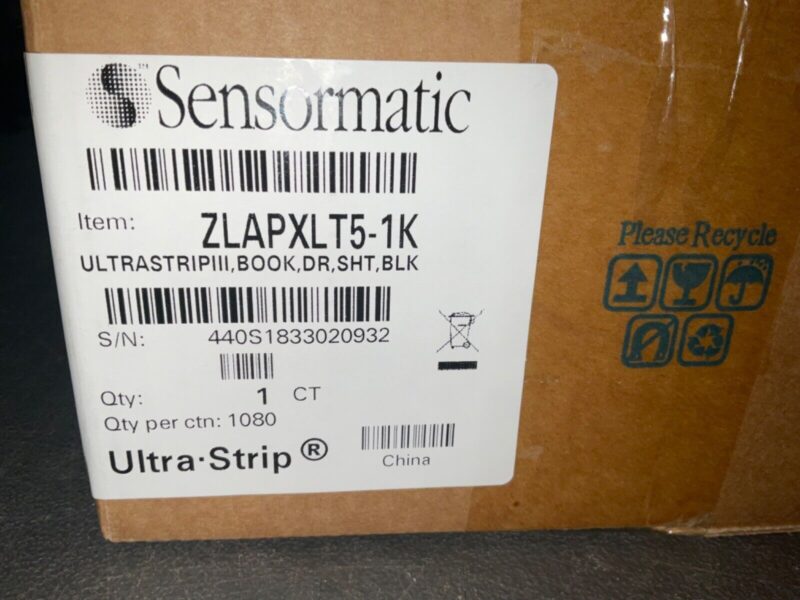 Sensormatic
Item: ZLAPXLT5-1K
ULTRASTRIPIII,BOOK,DR,SHT,BLK
S/N: 440S1833020932
Qty: 1 CT
Qty per ctn: 1080
Ultra·Strip®
China
Please Recycle